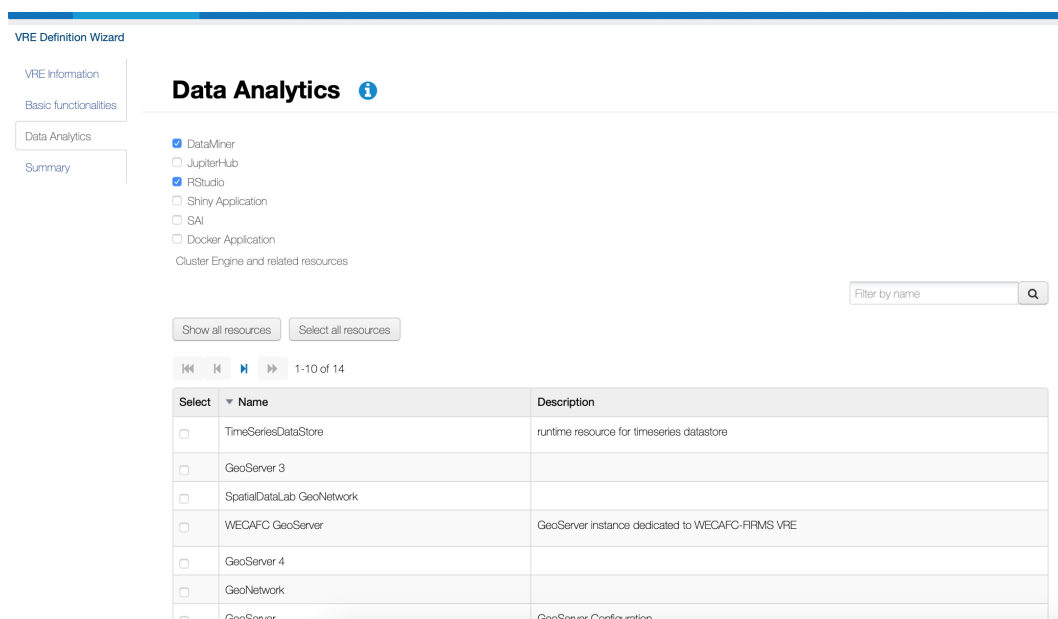 VRE Definition Wizard
VRE Information
Basic functionalities
Data Analytics
Summary
Data Analytics
DataMiner
JupiterHub
RStudio
Shiny Application
SAI
Docker Application
Cluster Engine and related resources
Filter by name
Show all resources Select all resources
1-10 of 14
Select Name Description
TimeSeriesDataStore runtime resource for timeseries datastore
GeoServer 3
SpatialDataLab GeoNetwork
WECAFC GeoServer GeoServer instance dedicated to WECAFC-FIRMS VRE
GeoServer 4
GeoNetwork
GeoServer GeoServer Configuration